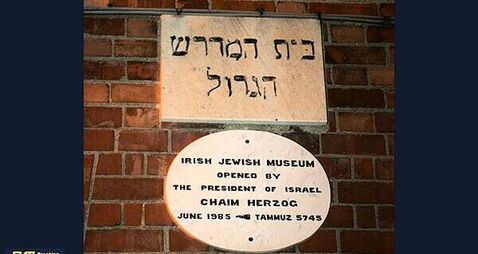 בית המדרש
הגדול
IRISH JEWISH MUSEUM
OPENED BY
THE PRESIDENT OF ISRAEL
CHAIM HERZOG
JUNE 1985 ~ TAMMUZ 5745